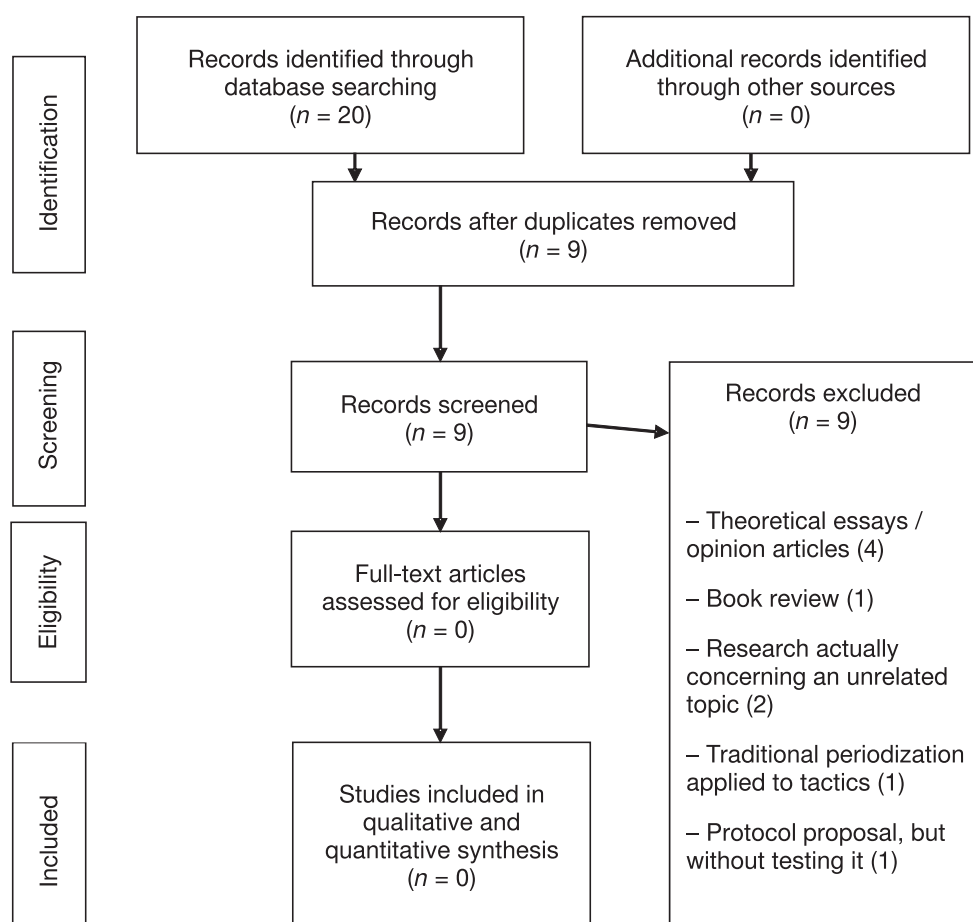 Identification
Records identified through
database searching
(n = 20)
Additional records identified
through other sources
(n = 0)
Records after duplicates removed
(n = 9)
Screening
Records screened
(n = 9)
Records excluded
(n = 9)
– Theoretical essays /
opinion articles (4)
– Book review (1)
– Research actually
concerning an unrelated
topic (2)
– Traditional periodization
applied to tactics (1)
– Protocol proposal, but
without testing it (1)
Eligibility
Full-text articles
assessed for eligibility
(n = 0)
Included
Studies included in
qualitative and
quantitative synthesis
(n = 0)